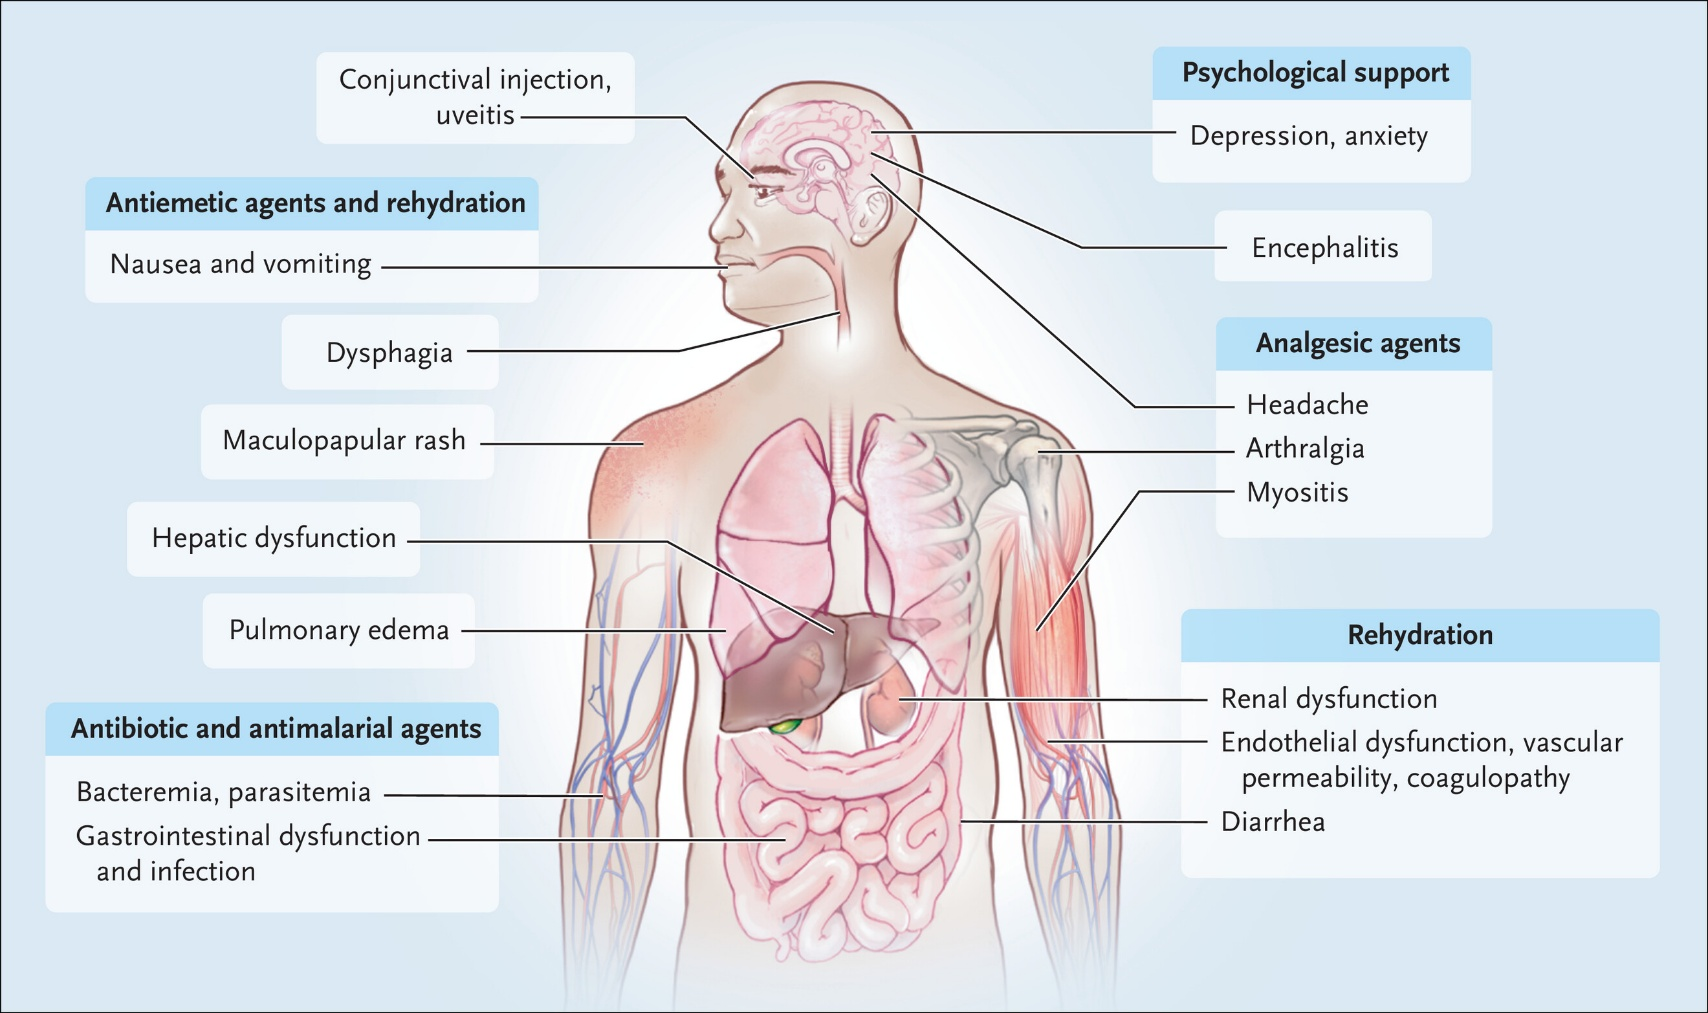 Conjunctival injection,
uveitis
Antiemetic agents and rehydration
Nausea and vomiting
Dysphagia
Maculopapular rash
Hepatic dysfunction
Pulmonary edema
Antibiotic and antimalarial agents
Bacteremia, parasitemia
Gastrointestinal dysfunction
and infection
Psychological support
Depression, anxiety
Encephalitis
Analgesic agents
Headache
Arthralgia
Myositis
Rehydration
Renal dysfunction
Endothelial dysfunction, vascular
permeability, coagulopathy
Diarrhea